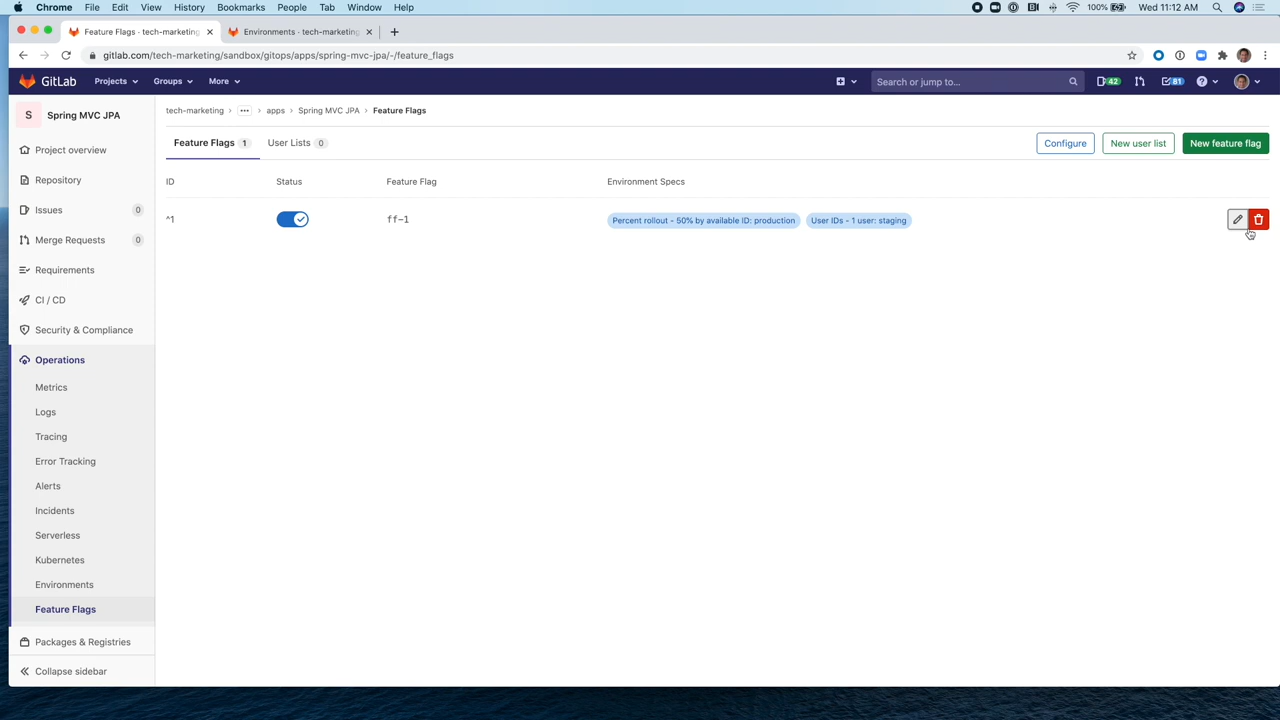 Chrome File Edit View History Bookmarks People Tab Window Help 100% Wed 11:12 AM
Feature Flags · tech-marketing Environments · tech-marketing
gitlab.com/tech-marketing/sandbox/gitops/apps/spring-mvc-jpa/-/feature_flags
GitLab Projects Groups More Search or jump to... 42 81
S Spring MVC JPA
tech-marketing › ... › apps › Spring MVC JPA › Feature Flags
Feature Flags 1 User Lists 0 Configure New user list New feature flag
ID Status Feature Flag Environment Specs
^1 ff-1 Percent rollout - 50% by available ID: production User IDs - 1 user: staging
Project overview
Repository
Issues 0
Merge Requests 0
Requirements
CI / CD
Security & Compliance
Operations
Metrics
Logs
Tracing
Error Tracking
Alerts
Incidents
Serverless
Kubernetes
Environments
Feature Flags
Packages & Registries
Collapse sidebar